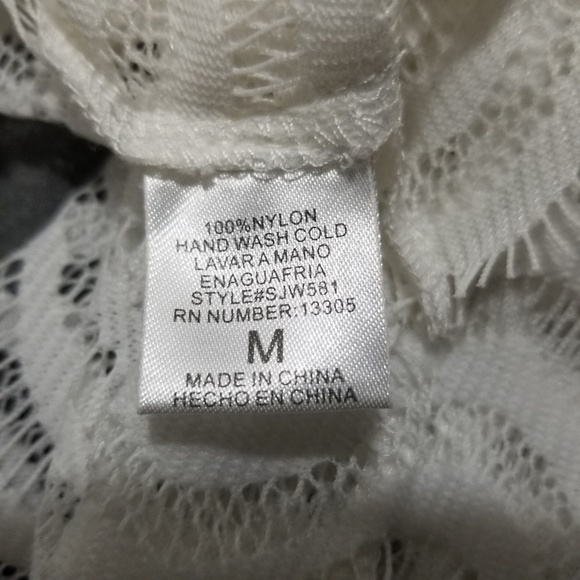 100%NYLON
HAND WASH COLD
LAVAR A MANO
ENAGUAFRIA
STYLE#SJW581
RN NUMBER:13305
M
MADE IN CHINA
HECHO EN CHINA